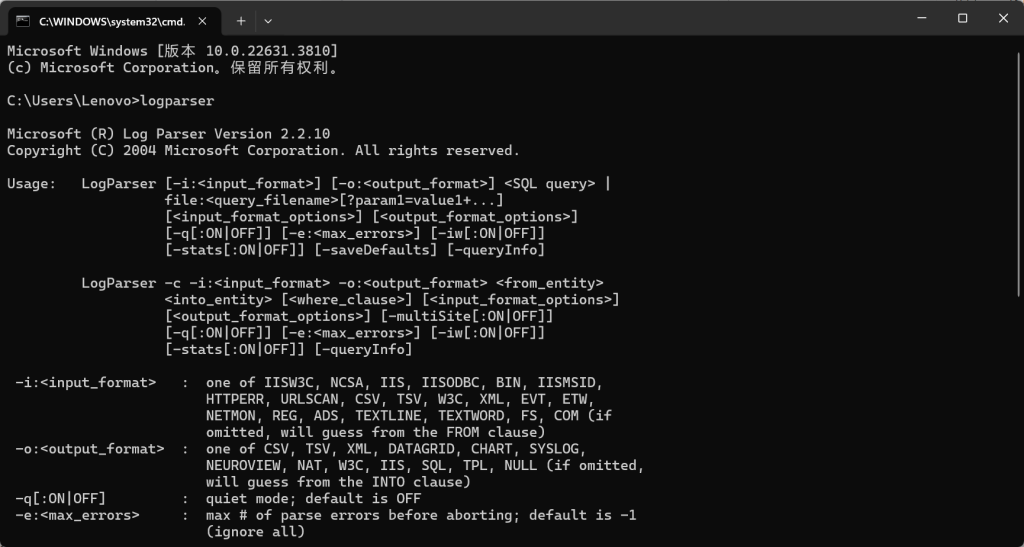 C:\WINDOWS\system32\cmd.
Microsoft Windows [版本 10.0.22631.3810]
(c) Microsoft Corporation。保留所有权利。
C:\Users\Lenovo>logparser
Microsoft (R) Log Parser Version 2.2.10
Copyright (C) 2004 Microsoft Corporation. All rights reserved.
Usage:   LogParser [-i:<input_format>] [-o:<output_format>] <SQL query> |
                   file:<query_filename>[?param1=value1+...]
                   [<input_format_options>] [<output_format_options>]
                   [-q[:ON|OFF]] [-e:<max_errors>] [-iw[:ON|OFF]]
                   [-stats[:ON|OFF]] [-saveDefaults] [-queryInfo]
         LogParser -c -i:<input_format> -o:<output_format> <from_entity>
                   <into_entity> [<where_clause>] [<input_format_options>]
                   [<output_format_options>] [-multiSite[:ON|OFF]]
                   [-q[:ON|OFF]] [-e:<max_errors>] [-iw[:ON|OFF]]
                   [-stats[:ON|OFF]] [-queryInfo]
 -i:<input_format>   :  one of IISW3C, NCSA, IIS, IISODBC, BIN, IISMSID,
                        HTTPERR, URLSCAN, CSV, TSV, W3C, XML, EVT, ETW,
                        NETMON, REG, ADS, TEXTLINE, TEXTWORD, FS, COM (if
                        omitted, will guess from the FROM clause)
 -o:<output_format>  :  one of CSV, TSV, XML, DATAGRID, CHART, SYSLOG,
                        NEUROVIEW, NAT, W3C, IIS, SQL, TPL, NULL (if omitted,
                        will guess from the INTO clause)
 -q[:ON|OFF]         :  quiet mode; default is OFF
 -e:<max_errors>     :  max # of parse errors before aborting; default is -1
                        (ignore all)